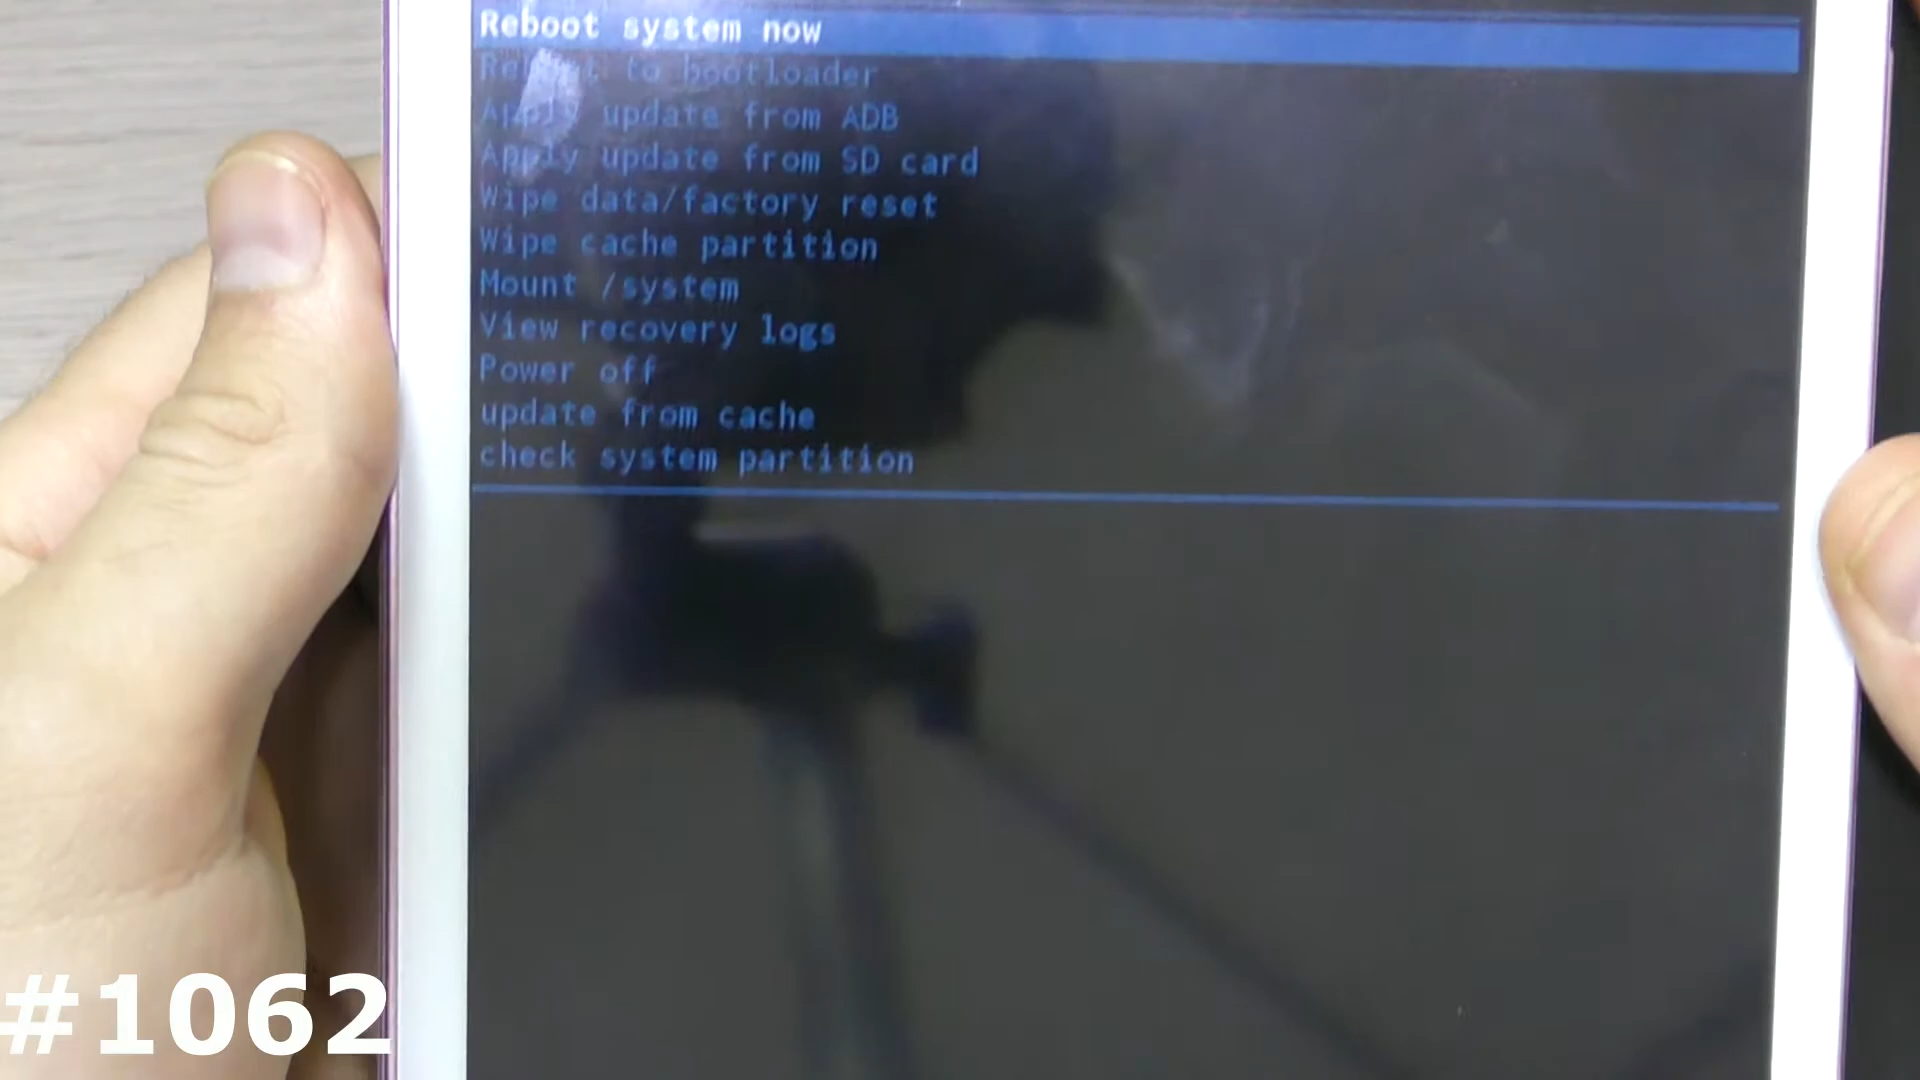 Reboot system now
Reboot to bootloader
Apply update from ADB
Apply update from SD card
Wipe data/factory reset
Wipe cache partition
Mount /system
View recovery logs
Power off
update from cache
check system partition
#1062